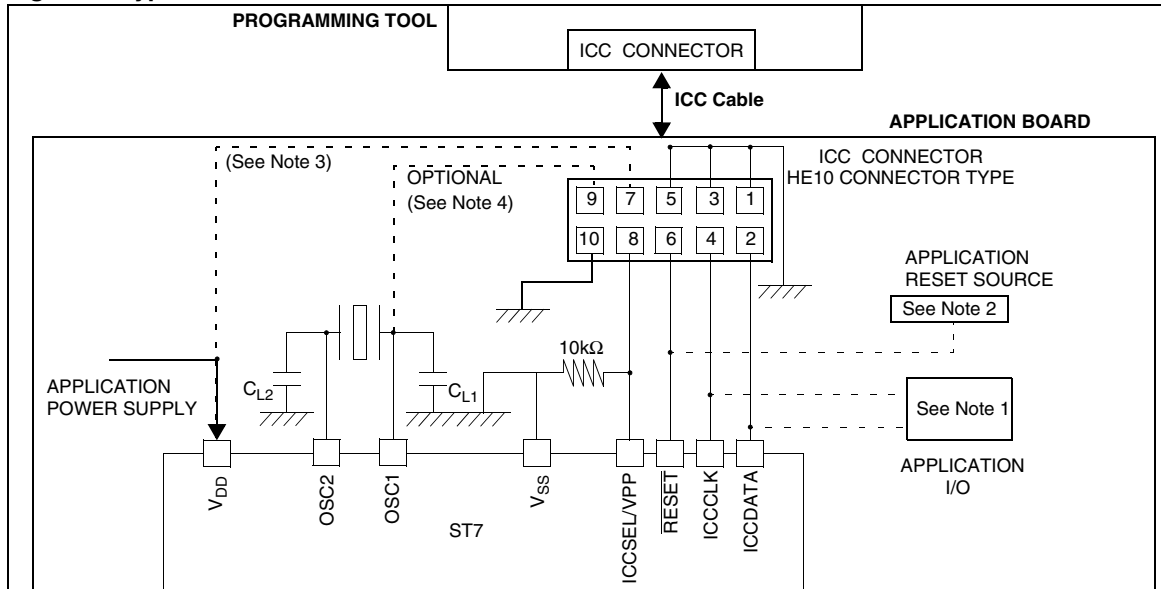 PROGRAMMING TOOL
ICC CONNECTOR
ICC Cable
APPLICATION BOARD
(See Note 3)
OPTIONAL
(See Note 4)
ICC CONNECTOR
HE10 CONNECTOR TYPE
9 7 5 3 1
10 8 6 4 2
APPLICATION
RESET SOURCE
See Note 2
10kΩ
CL2
CL1
APPLICATION
POWER SUPPLY
See Note 1
APPLICATION
I/O
VDD
OSC2
OSC1
VSS
ICCSEL/VPP
RESET
ICCCLK
ICCDATA
ST7